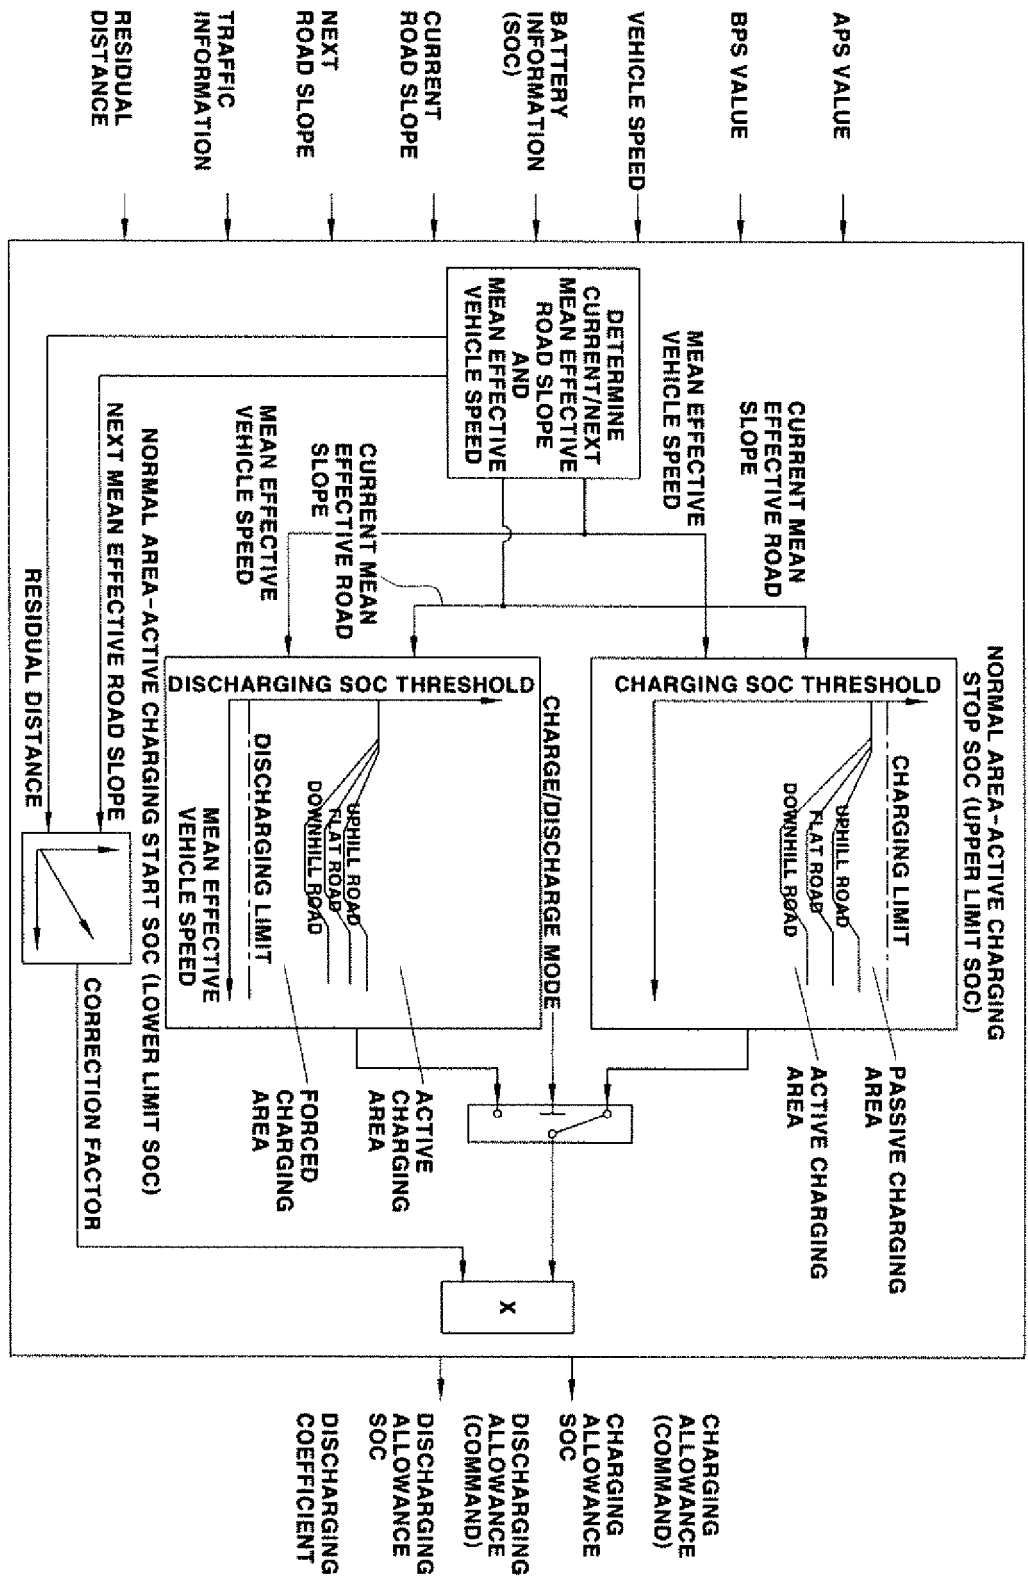 APS VALUE
BPS VALUE
VEHICLE SPEED
BATTERY
INFORMATION
(SOC)
CURRENT
ROAD SLOPE
NEXT
ROAD SLOPE
TRAFFIC
INFORMATION
RESIDUAL
DISTANCE
DETERMINE
CURRENT/NEXT
MEAN EFFECTIVE
ROAD SLOPE
AND
MEAN EFFECTIVE
VEHICLE SPEED
CURRENT MEAN
EFFECTIVE ROAD
SLOPE
MEAN EFFECTIVE
VEHICLE SPEED
CURRENT MEAN
EFFECTIVE ROAD
SLOPE
MEAN EFFECTIVE
VEHICLE SPEED
NORMAL AREA-ACTIVE CHARGING
STOP SOC (UPPER LIMIT SOC)
CHARGING SOC THRESHOLD
CHARGING LIMIT
UPHILL ROAD
FLAT ROAD
DOWNHILL ROAD
PASSIVE CHARGING
AREA
ACTIVE CHARGING
AREA
CHARGE/DISCHARGE MODE
DISCHARGING SOC THRESHOLD
UPHILL ROAD
FLAT ROAD
DOWNHILL ROAD
DISCHARGING LIMIT
MEAN EFFECTIVE
VEHICLE SPEED
ACTIVE
CHARGING
AREA
FORCED
CHARGING
AREA
NORMAL AREA-ACTIVE CHARGING START SOC (LOWER LIMIT SOC)
NEXT MEAN EFFECTIVE ROAD SLOPE
RESIDUAL DISTANCE
CORRECTION FACTOR
X
CHARGING
ALLOWANCE
(COMMAND)
CHARGING
ALLOWANCE
SOC
DISCHARGING
ALLOWANCE
(COMMAND)
DISCHARGING
ALLOWANCE
SOC
DISCHARGING
COEFFICIENT